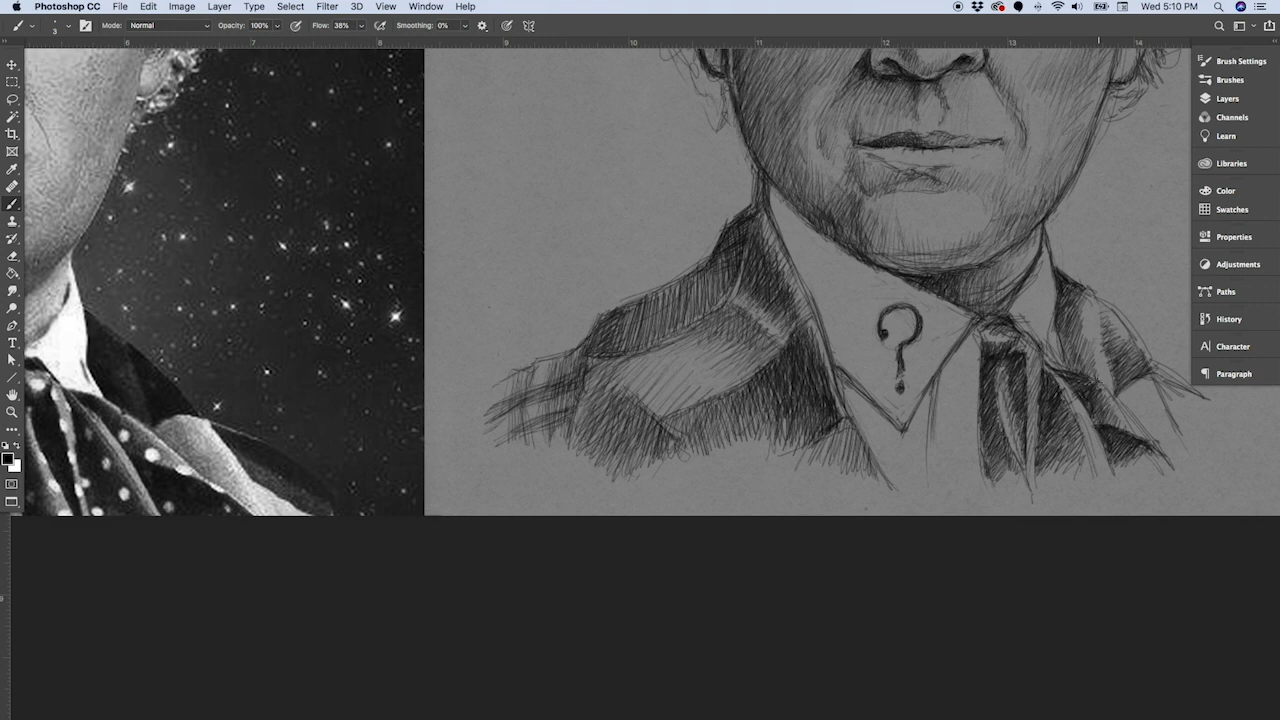 Photoshop CC File Edit Image Layer Type Select Filter 3D View Window Help Wed 5:10 PM
3 Mode: Normal Opacity: 100% Flow: 38% Smoothing: 0%
6 7 8 9 10 11 12 13 14
Brush Settings
Brushes
Layers
Channels
Learn
Libraries
Color
Swatches
Properties
Adjustments
Paths
History
Character
Paragraph
?
9